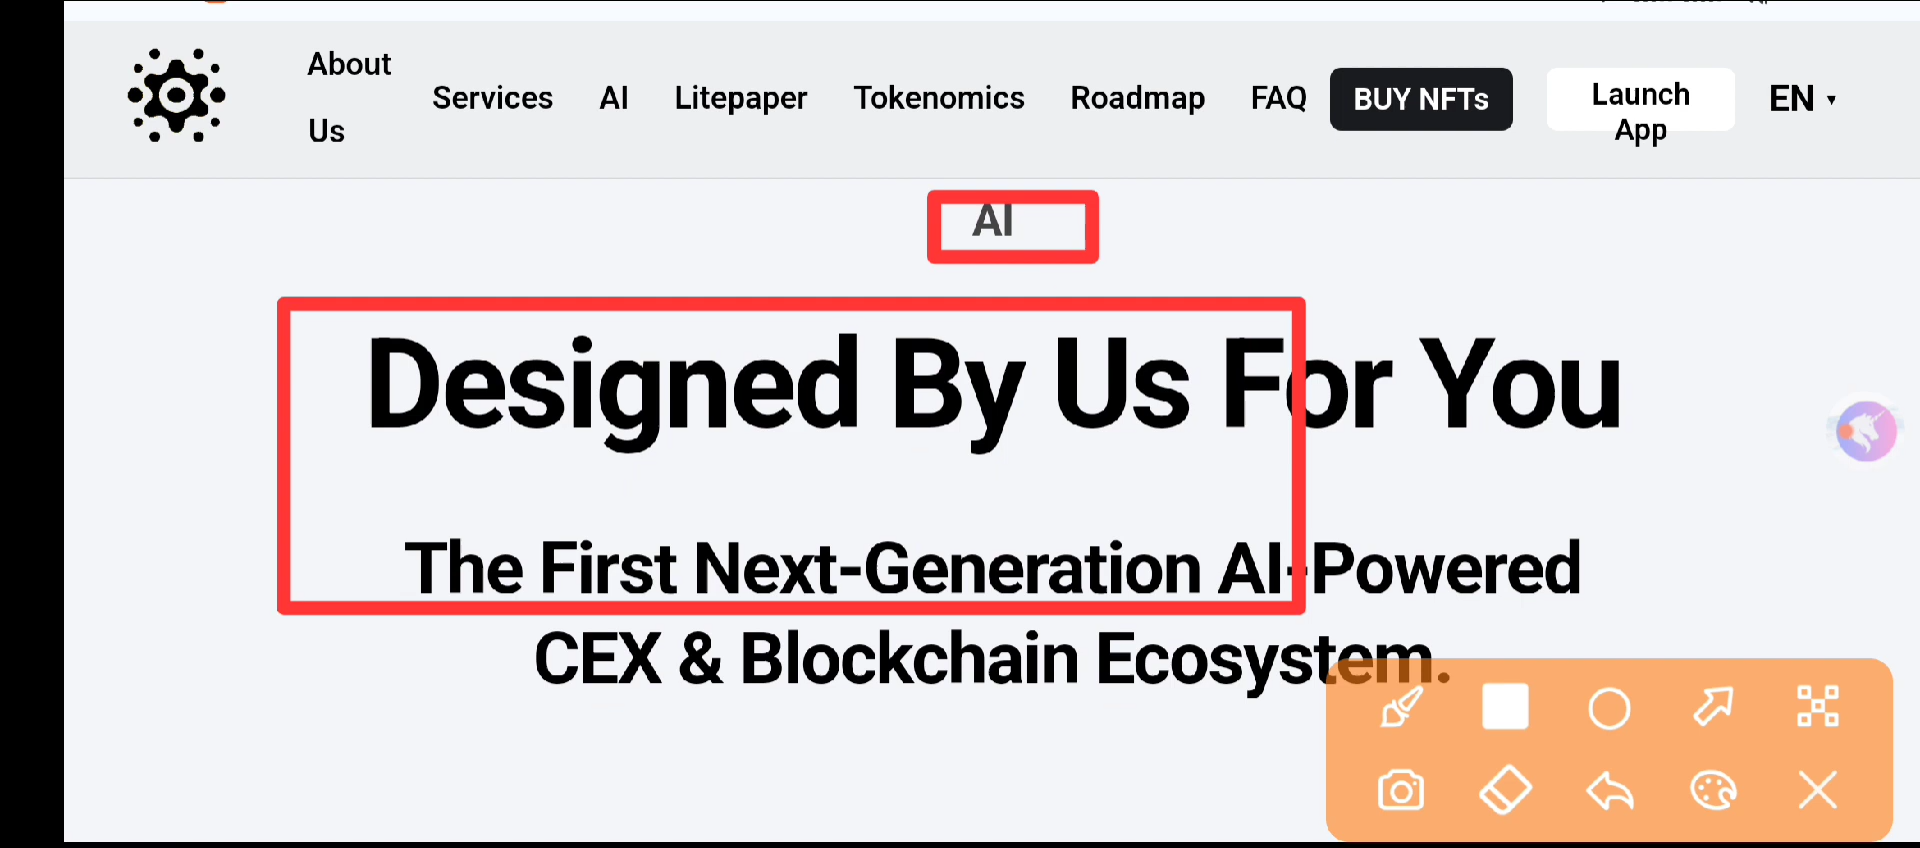 About
Us
Services
AI
Litepaper
Tokenomics
Roadmap
FAQ
BUY NFTs
Launch
App
EN
AI
Designed By Us For You
The First Next-Generation AI-Powered
CEX & Blockchain Ecosystem.